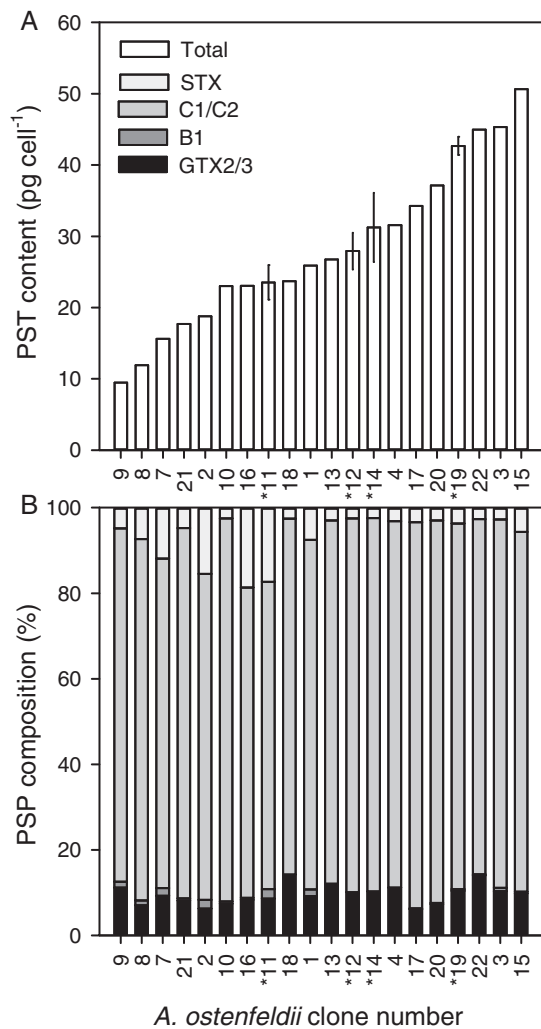 A
60
50
40
30
20
10
0
PST content (pg cell⁻¹)
Total
STX
C1/C2
B1
GTX2/3
9 8 7 21 2 10 16 *11 18 1 13 *12 *14 4 17 20 *19 22 3 15
B
100
80
60
40
20
0
PSP composition (%)
9 8 7 21 2 10 16 *11 18 1 13 *12 *14 4 17 20 *19 22 3 15
A. ostenfeldii clone number